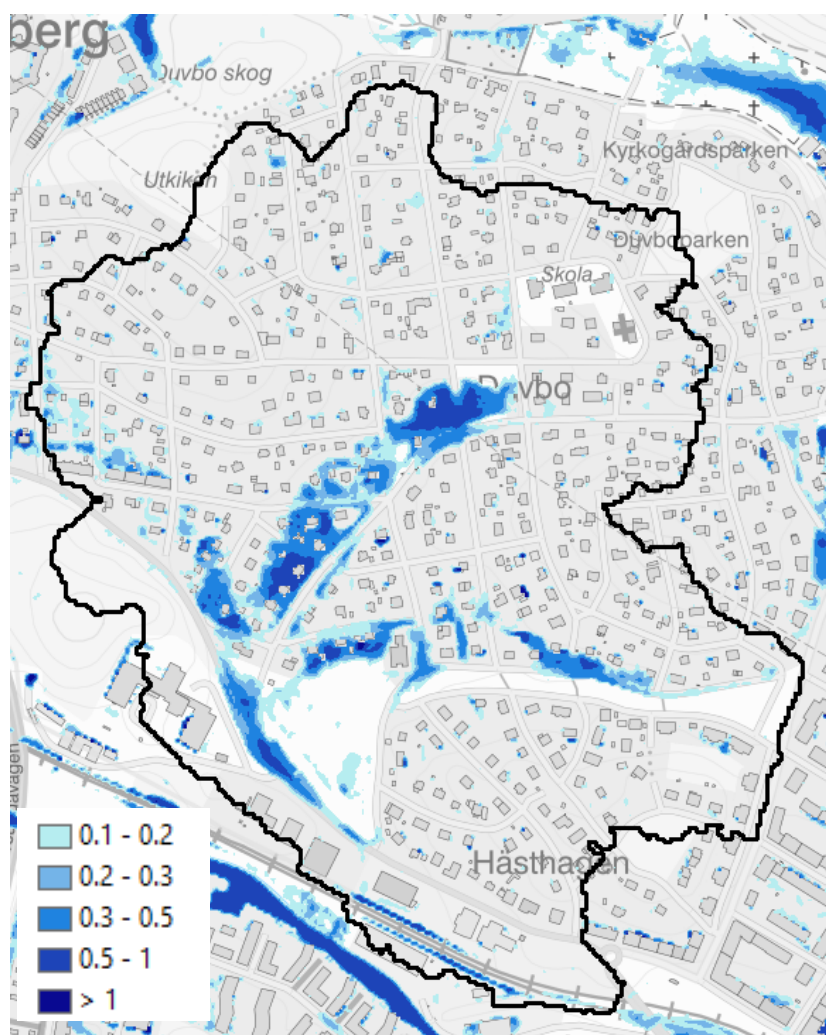 berg
Duvbo skog
Kyrkogårdsparken
Utkiken
Duvboparken
Skola
Duvbo
Hästhagen
0.1 - 0.2
0.2 - 0.3
0.3 - 0.5
0.5 - 1
> 1